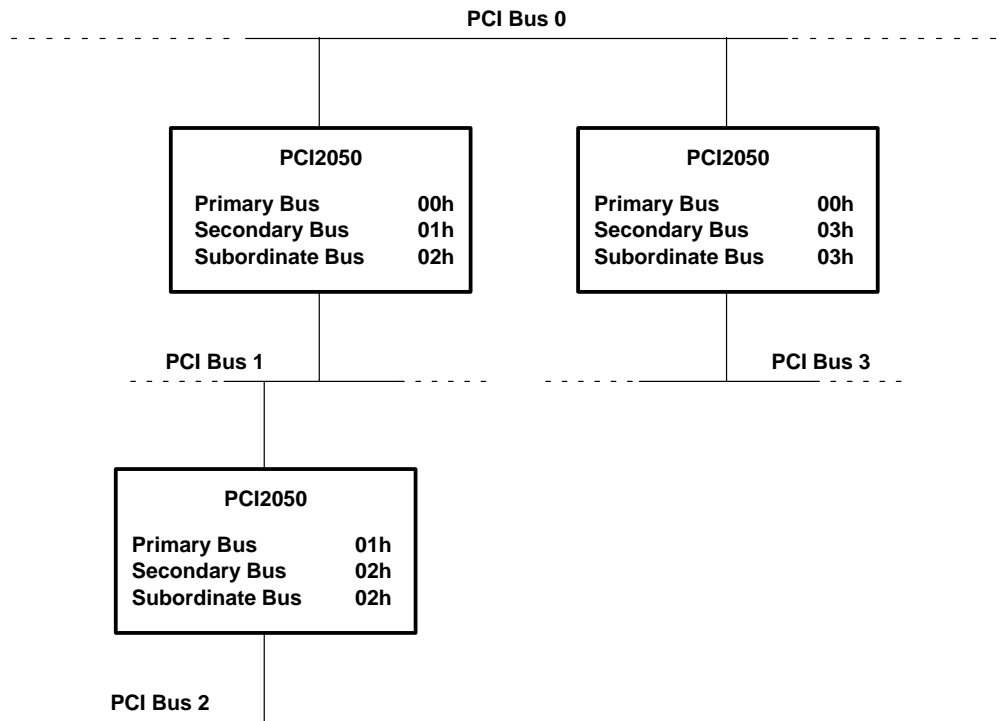 PCI Bus 0
PCI2050
Primary Bus 00h
Secondary Bus 01h
Subordinate Bus 02h
PCI2050
Primary Bus 00h
Secondary Bus 03h
Subordinate Bus 03h
PCI Bus 1
PCI Bus 3
PCI2050
Primary Bus 01h
Secondary Bus 02h
Subordinate Bus 02h
PCI Bus 2